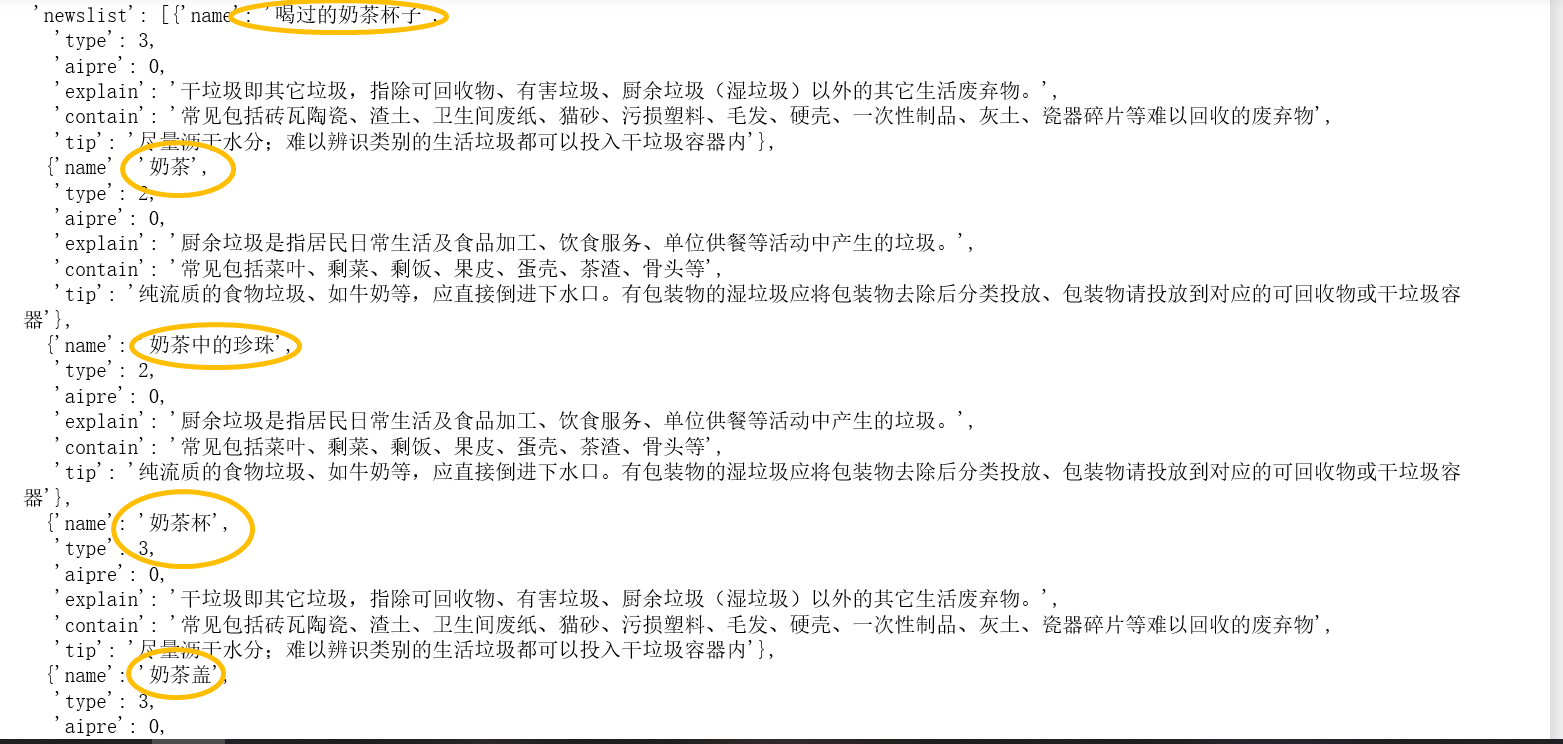 'newslist': [{'name': '喝过的奶茶杯子',
'type': 3,
'aipre': 0,
'explain': '干垃圾即其它垃圾，指除可回收物、有害垃圾、厨余垃圾（湿垃圾）以外的其它生活废弃物。',
'contain': '常见包括砖瓦陶瓷、渣土、卫生间废纸、猫砂、污损塑料、毛发、硬壳、一次性制品、灰土、瓷器碎片等难以回收的废弃物',
'tip': '尽量沥干水分；难以辨识类别的生活垃圾都可以投入干垃圾容器内'},
{'name': '奶茶',
'type': 2,
'aipre': 0,
'explain': '厨余垃圾是指居民日常生活及食品加工、饮食服务、单位供餐等活动中产生的垃圾。',
'contain': '常见包括菜叶、剩菜、剩饭、果皮、蛋壳、茶渣、骨头等',
'tip': '纯流质的食物垃圾、如牛奶等，应直接倒进下水口。有包装物的湿垃圾应将包装物去除后分类投放、包装物请投放到对应的可回收物或干垃圾容
器'},
{'name': '奶茶中的珍珠',
'type': 2,
'aipre': 0,
'explain': '厨余垃圾是指居民日常生活及食品加工、饮食服务、单位供餐等活动中产生的垃圾。',
'contain': '常见包括菜叶、剩菜、剩饭、果皮、蛋壳、茶渣、骨头等',
'tip': '纯流质的食物垃圾、如牛奶等，应直接倒进下水口。有包装物的湿垃圾应将包装物去除后分类投放、包装物请投放到对应的可回收物或干垃圾容
器'},
{'name': '奶茶杯',
'type': 3,
'aipre': 0,
'explain': '干垃圾即其它垃圾，指除可回收物、有害垃圾、厨余垃圾（湿垃圾）以外的其它生活废弃物。',
'contain': '常见包括砖瓦陶瓷、渣土、卫生间废纸、猫砂、污损塑料、毛发、硬壳、一次性制品、灰土、瓷器碎片等难以回收的废弃物',
'tip': '尽量沥干水分；难以辨识类别的生活垃圾都可以投入干垃圾容器内'},
{'name': '奶茶盖',
'type': 3,
'aipre': 0,